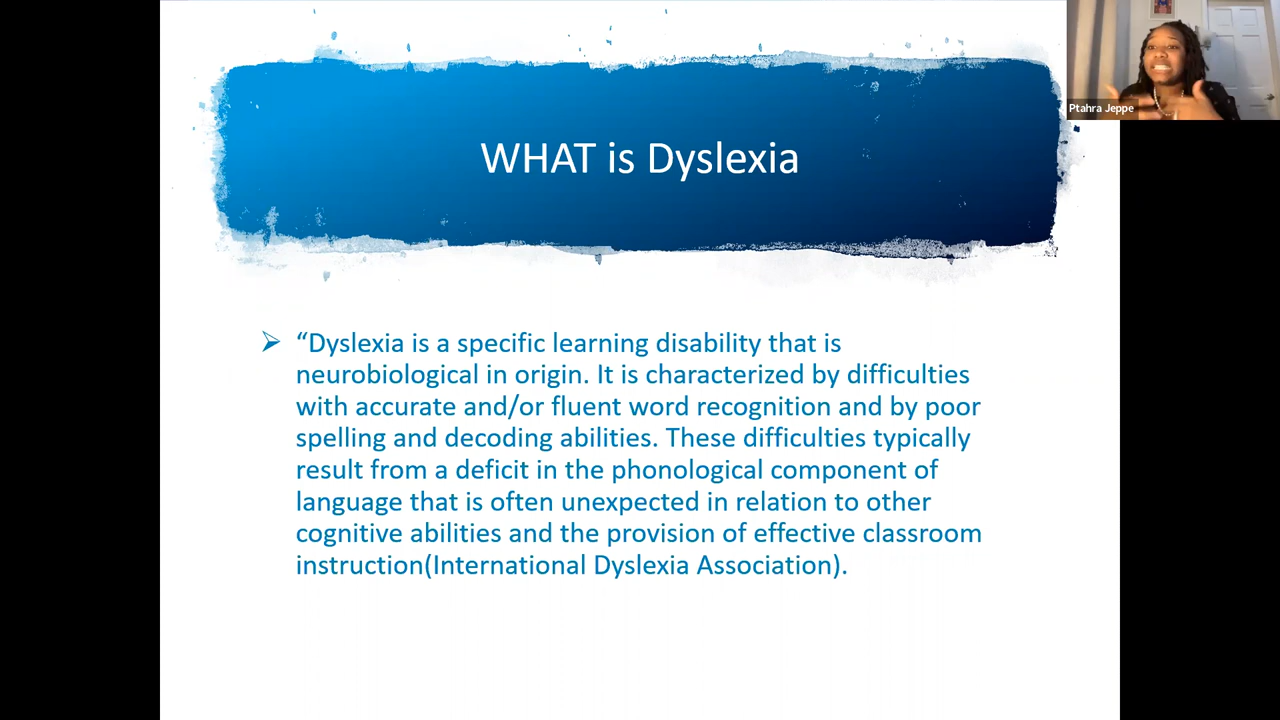 WHAT is Dyslexia
Ptahra Jeppe
“Dyslexia is a specific learning disability that is
neurobiological in origin. It is characterized by difficulties
with accurate and/or fluent word recognition and by poor
spelling and decoding abilities. These difficulties typically
result from a deficit in the phonological component of
language that is often unexpected in relation to other
cognitive abilities and the provision of effective classroom
instruction(International Dyslexia Association).